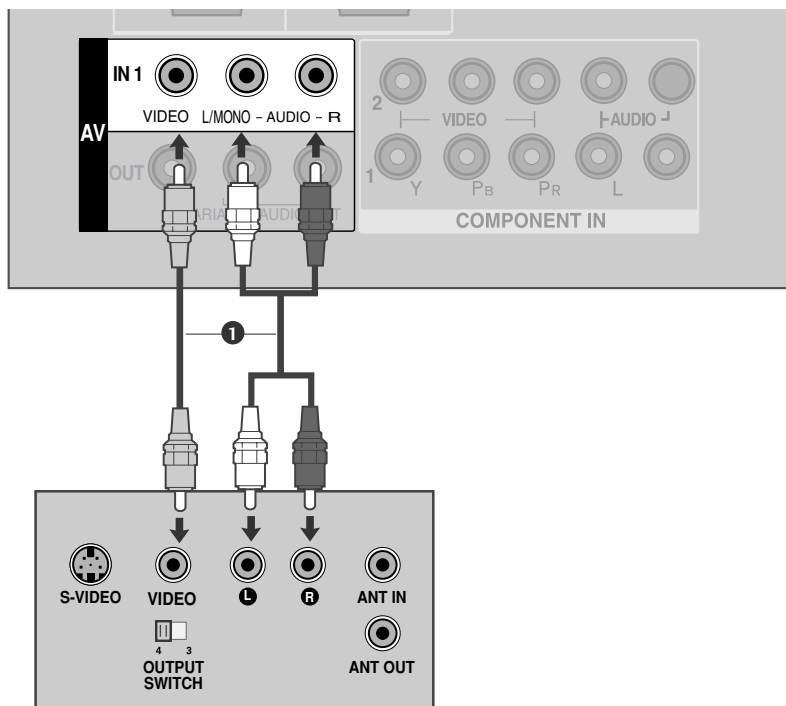 IN 1
VIDEO L/MONO - AUDIO - R
AV
OUT
2
VIDEO
AUDIO
1
Y PB PR L
COMPONENT IN
1
S-VIDEO VIDEO L R ANT IN
4 3
OUTPUT
SWITCH
ANT OUT